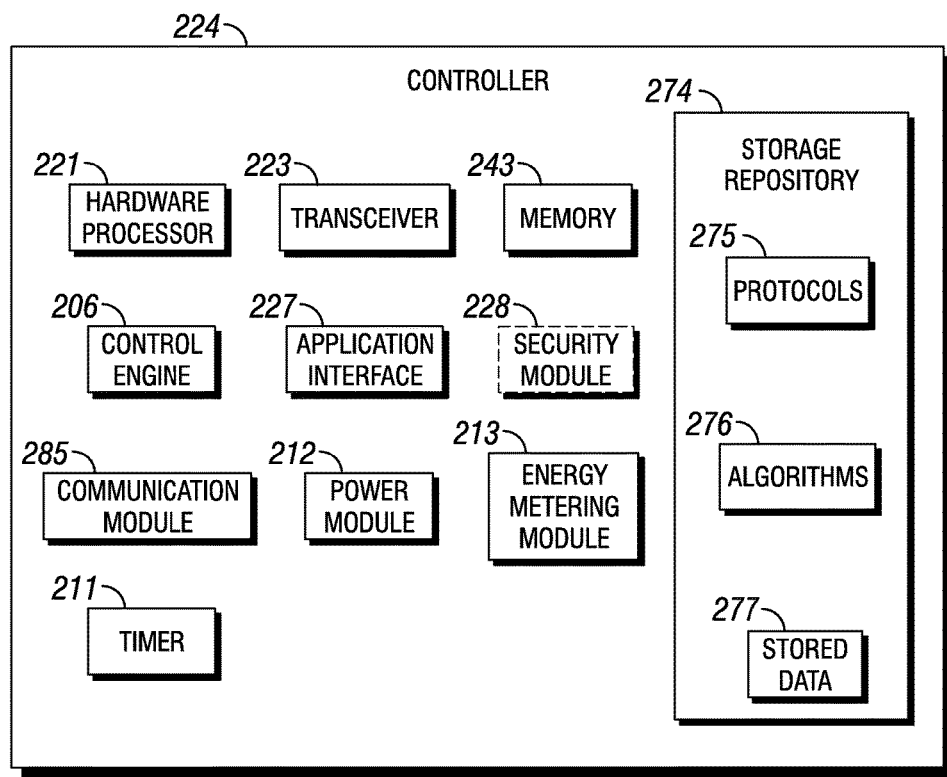 224
CONTROLLER
274
STORAGE
REPOSITORY
221
HARDWARE
PROCESSOR
223
TRANSCEIVER
243
MEMORY
275
PROTOCOLS
206
CONTROL
ENGINE
227
APPLICATION
INTERFACE
228
SECURITY
MODULE
285
COMMUNICATION
MODULE
212
POWER
MODULE
213
ENERGY
METERING
MODULE
276
ALGORITHMS
211
TIMER
277
STORED
DATA